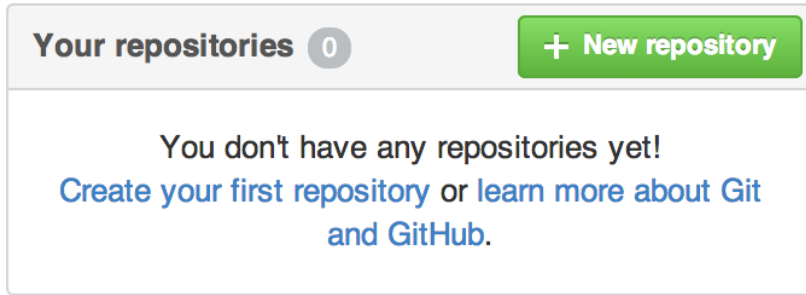 Your repositories 0
+ New repository
You don't have any repositories yet!
Create your first repository or learn more about Git
and GitHub.